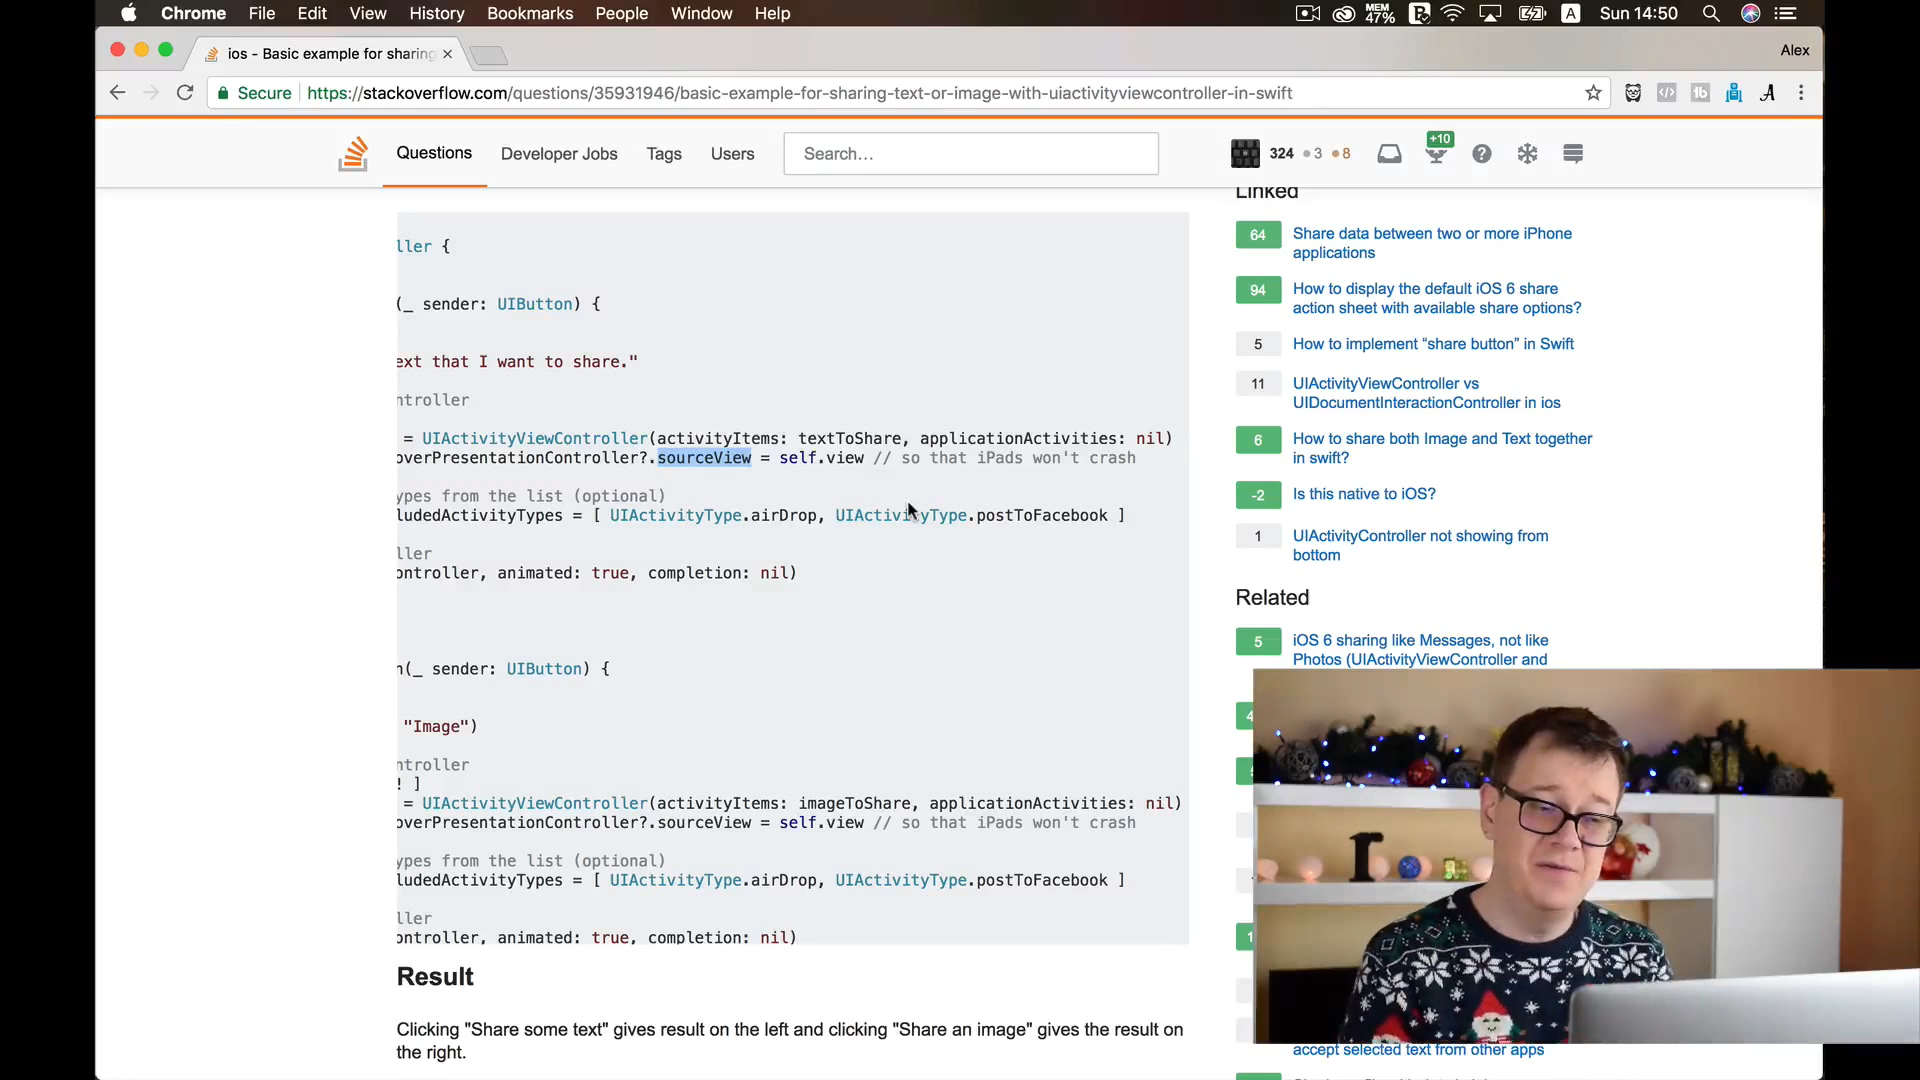 Chrome File Edit View History Bookmarks People Window Help MEM 47% A Sun 14:50
ios - Basic example for sharing Alex
Secure https://stackoverflow.com/questions/35931946/basic-example-for-sharing-text-or-image-with-uiactivityviewcontroller-in-swift
Questions Developer Jobs Tags Users Search... 324 3 8 +10
ller {
(_ sender: UIButton) {
ext that I want to share."
ntroller
= UIActivityViewController(activityItems: textToShare, applicationActivities: nil)
overPresentationController?.sourceView = self.view // so that iPads won't crash
ypes from the list (optional)
ludedActivityTypes = [ UIActivityType.airDrop, UIActivityType.postToFacebook ]
ller
ontroller, animated: true, completion: nil)
n(_ sender: UIButton) {
"Image")
ntroller
! ]
= UIActivityViewController(activityItems: imageToShare, applicationActivities: nil)
overPresentationController?.sourceView = self.view // so that iPads won't crash
ypes from the list (optional)
ludedActivityTypes = [ UIActivityType.airDrop, UIActivityType.postToFacebook ]
ller
ontroller, animated: true, completion: nil)
Result
Clicking "Share some text" gives result on the left and clicking "Share an image" gives the result on
the right.
Linked
64 Share data between two or more iPhone
applications
94 How to display the default iOS 6 share
action sheet with available share options?
5 How to implement “share button” in Swift
11 UIActivityViewController vs
UIDocumentInteractionController in ios
6 How to share both Image and Text together
in swift?
-2 Is this native to iOS?
1 UIActivityController not showing from
bottom
Related
5 iOS 6 sharing like Messages, not like
Photos (UIActivityViewController and
accept selected text from other apps